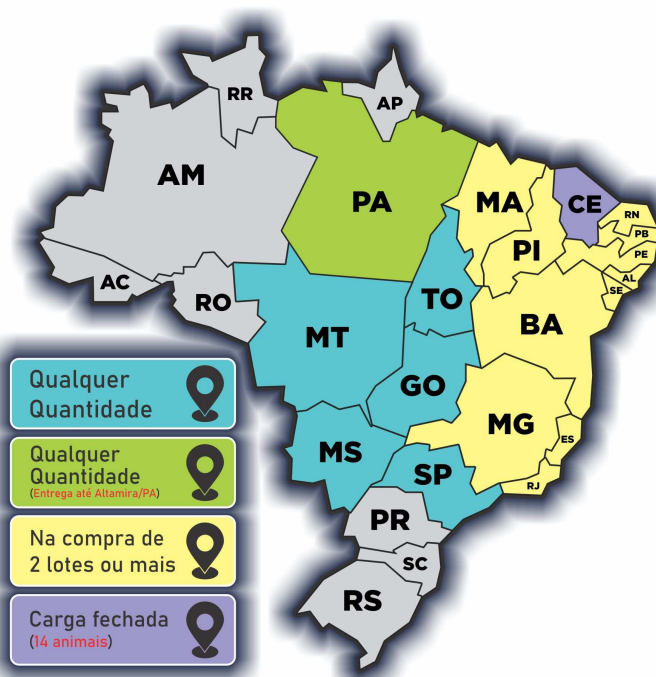 RR
AP
AM
PA
MA
CE
RN
PB
PE
PI
AL
SE
AC
RO
TO
BA
MT
GO
MG
ES
MS
SP
RJ
PR
SC
RS
Qualquer
Quantidade
Qualquer
Quantidade
(Entrega até Altamira/PA)
Na compra de
2 lotes ou mais
Carga fechada
(14 animais)